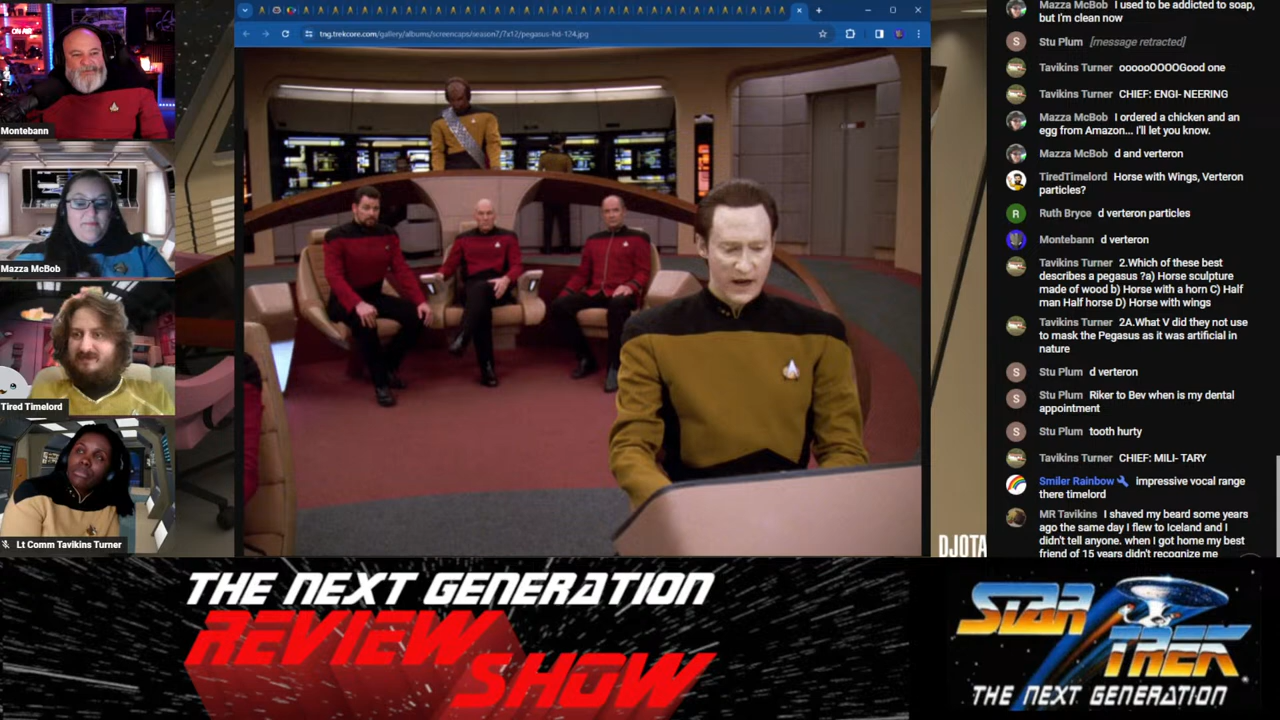 tng.trekcore.com/gallery/albums/screencaps/season7/7x12/pegasus-hd-124.jpg
ON AIR
Montebann
Mazza McBob
Tired Timelord
Lt Comm Tavikins Turner
Mazza McBob I used to be addicted to soap,
but I'm clean now
S Stu Plum [message retracted]
Tavikins Turner oooooOOOOGood one
Tavikins Turner CHIEF: ENGI- NEERING
Mazza McBob I ordered a chicken and an
egg from Amazon... I'll let you know.
Mazza McBob d and verteron
TiredTimelord Horse with Wings, Verteron
particles?
R Ruth Bryce d verteron particles
Montebann d verteron
Tavikins Turner 2.Which of these best
describes a pegasus ?a) Horse sculpture
made of wood b) Horse with a horn C) Half
man Half horse D) Horse with wings
Tavikins Turner 2A.What V did they not use
to mask the Pegasus as it was artificial in
nature
S Stu Plum d verteron
S Stu Plum Riker to Bev when is my dental
appointment
S Stu Plum tooth hurty
Tavikins Turner CHIEF: MILI- TARY
Smiler Rainbow impressive vocal range
there timelord
MR Tavikins I shaved my beard some years
ago the same day I flew to Iceland and I
didn't tell anyone. when I got home my best
friend of 15 years didn't recognize me
DJOTA
THE NEXT GENERATION
REVIEW
SHOW
STAR
TREK
THE NEXT GENERATION